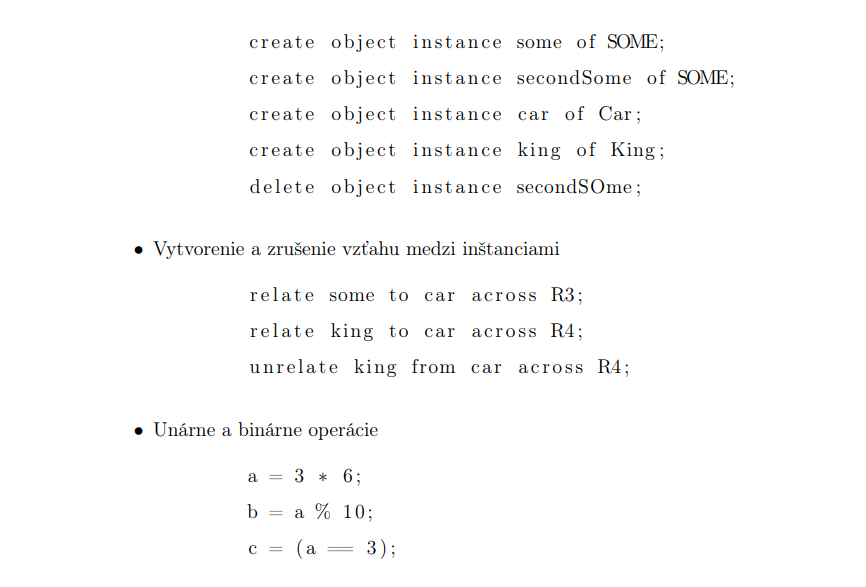 create object instance some of SOME;
create object instance secondSome of SOME;
create object instance car of Car;
create object instance king of King;
delete object instance secondSOme;
• Vytvorenie a zrušenie vzťahu medzi inštanciami
relate some to car across R3;
relate king to car across R4;
unrelate king from car across R4;
• Unárne a binárne operácie
a = 3 * 6;
b = a % 10;
c = (a == 3);